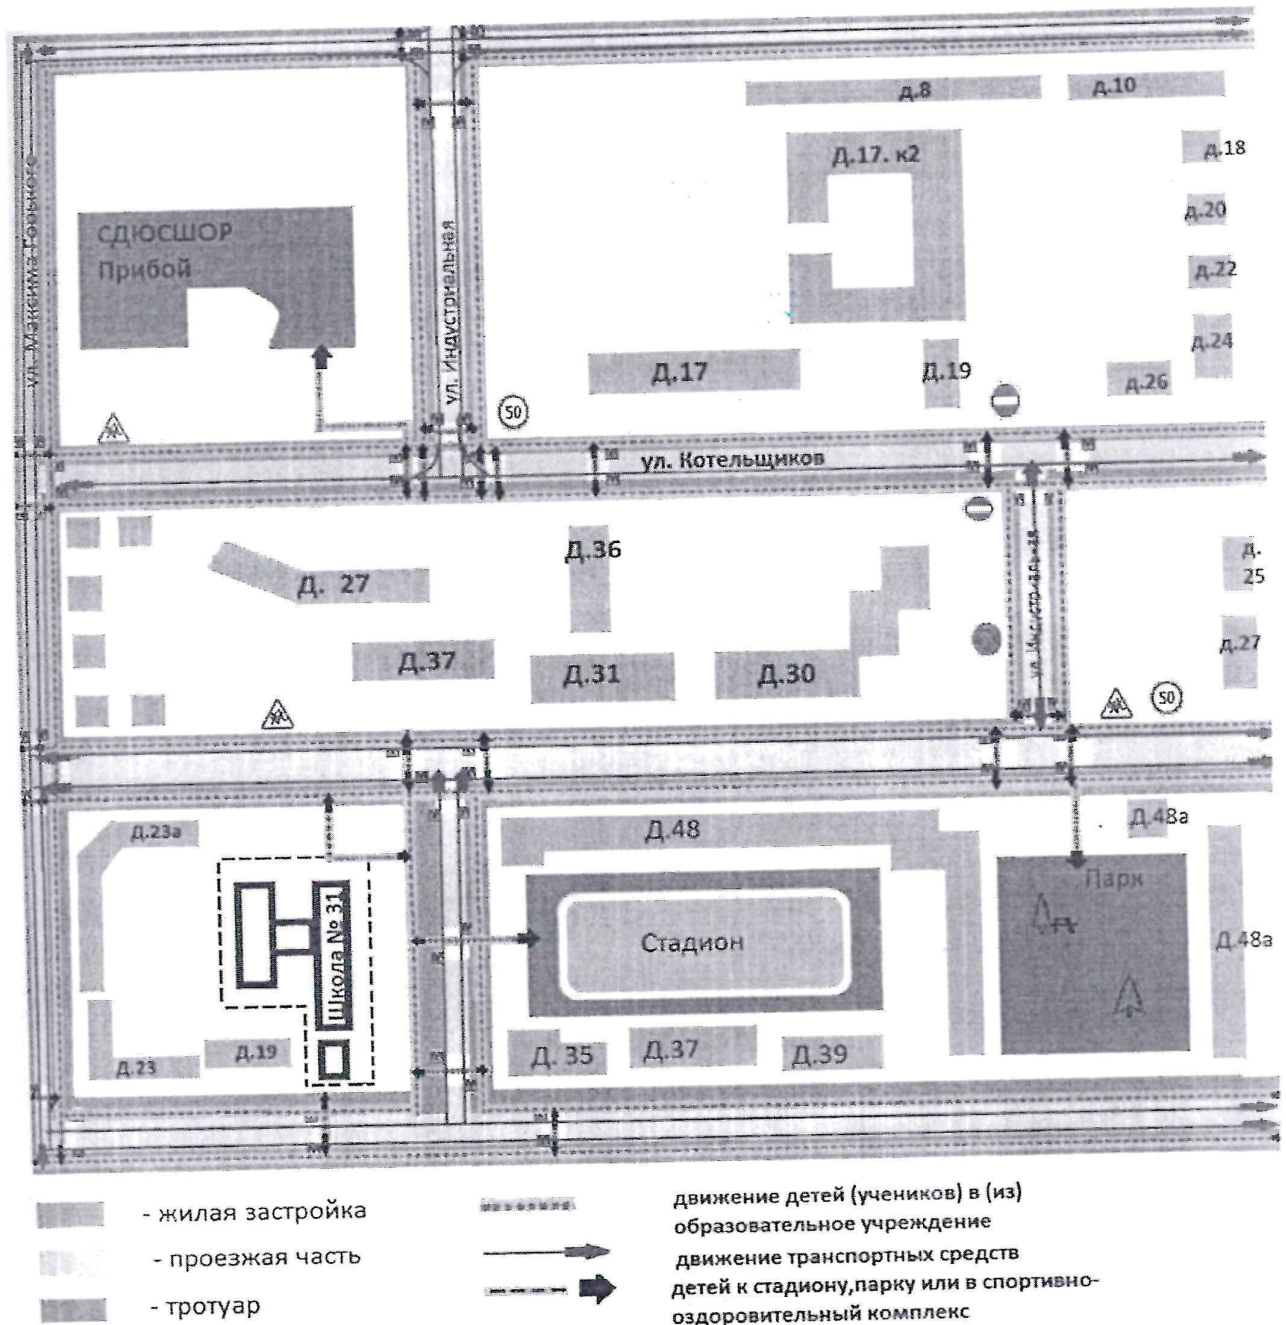 д.8
д.10
Д.17. к2
д.18
ул. Максима Горького
СДЮСШОР
Прибой
ул. Индустриальная
д.20
д.22
д.24
Д.17
Д.19
д.26
50
ул. Котельщиков
Д.36
Д. 27
д.
25
Д.37
Д.31
Д.30
ул. Индустриальная
д.27
50
Д.23а
Д.48
Д.48а
Парк
Школа № 31
Стадион
Д.48а
Д.19
Д.23
Д. 35
Д.37
Д.39
- жилая застройка
- проезжая часть
- тротуар
движение детей (учеников) в (из)
образовательное учреждение
движение транспортных средств
детей к стадиону,парку или в спортивно-
оздоровительный комплекс